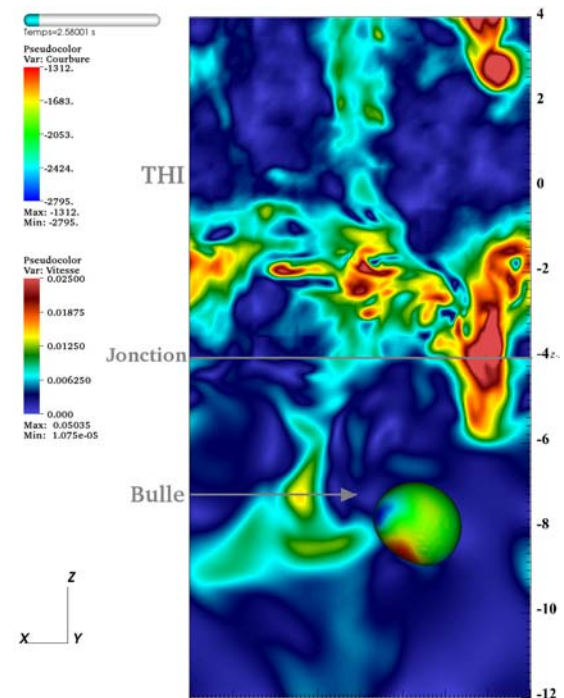 Temps=2.58001 s
Pseudocolor
Var: Courbure
-1312.
-1683.
-2053.
-2424.
-2795.
Max: -1312.
Min: -2795.
Pseudocolor
Var: Vitesse
0.02500
0.01875
0.01250
0.006250
0.000
Max: 0.05035
Min: 1.075e-05
THI
Jonction
Bulle
Z
X
Y
4
2
0
-2
-4
-6
-8
-10
-12